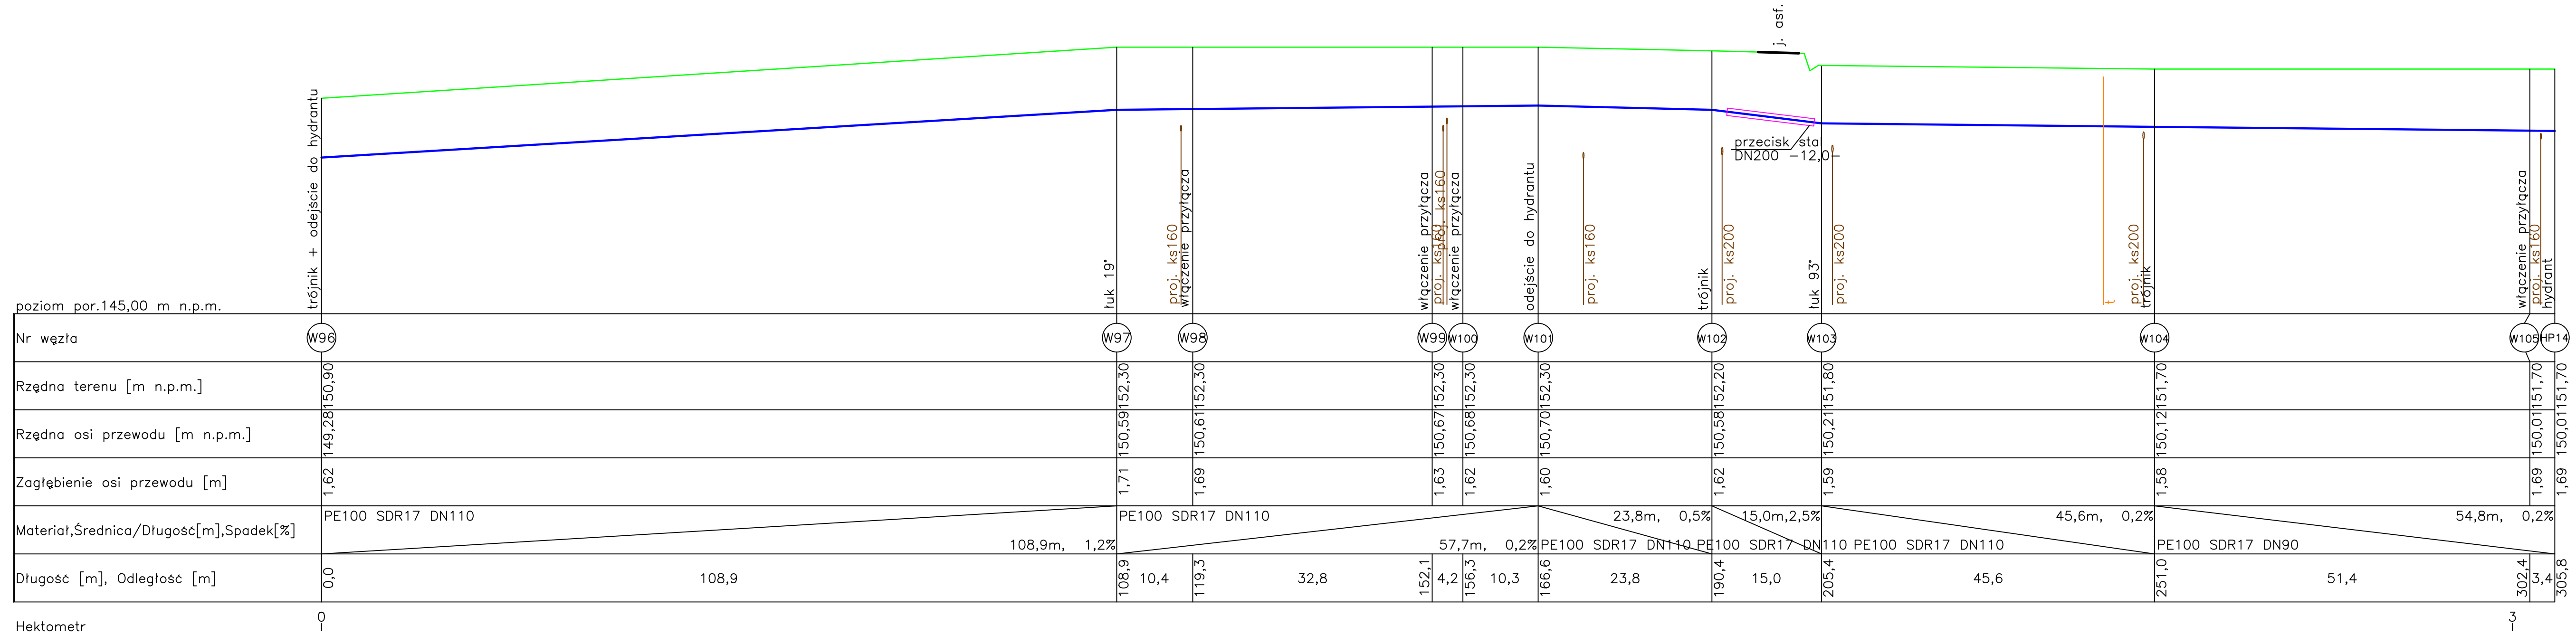 j. asf.
trójnik + odejście do hydrantu
łuk 19°
proj. ks160
włączenie przyłącza
włączenie przyłącza
proj. ks160
proj. ks160
włączenie przyłącza
odejście do hydrantu
proj. ks160
trójnik
proj. ks200
przecisk stal
DN200 -12,0-
łuk 93°
proj. ks200
t
proj. ks200
trójnik
włączenie przyłącza
proj. ks160
hydrant
poziom por.145,00 m n.p.m.
Nr węzła W96 W97 W98 W99 W100 W101 W102 W103 W104 W105 HP14
Rzędna terenu [m n.p.m.] 150,90 152,30 152,30 152,30 152,30 152,30 152,20 151,80 151,70 151,70 151,70
Rzędna osi przewodu [m n.p.m.] 149,28 150,59 150,61 150,67 150,68 150,70 150,58 150,21 150,12 150,01 150,01
Zagłębienie osi przewodu [m] 1,62 1,71 1,69 1,63 1,62 1,60 1,62 1,59 1,58 1,69 1,69
PE100 SDR17 DN110 PE100 SDR17 DN110 23,8m, 0,5% 15,0m,2,5% 45,6m, 0,2% 54,8m, 0,2%
Materiał,Średnica/Długość[m],Spadek[%]
108,9m, 1,2% 57,7m, 0,2% PE100 SDR17 DN110 PE100 SDR17 DN110 PE100 SDR17 DN110 PE100 SDR17 DN90
Długość [m], Odległość [m] 0,0 108,9 108,9 10,4 119,3 32,8 152,1 4,2 156,3 10,3 166,6 23,8 190,4 15,0 205,4 45,6 251,0 51,4 302,4 3,4 305,8
Hektometr 0 3